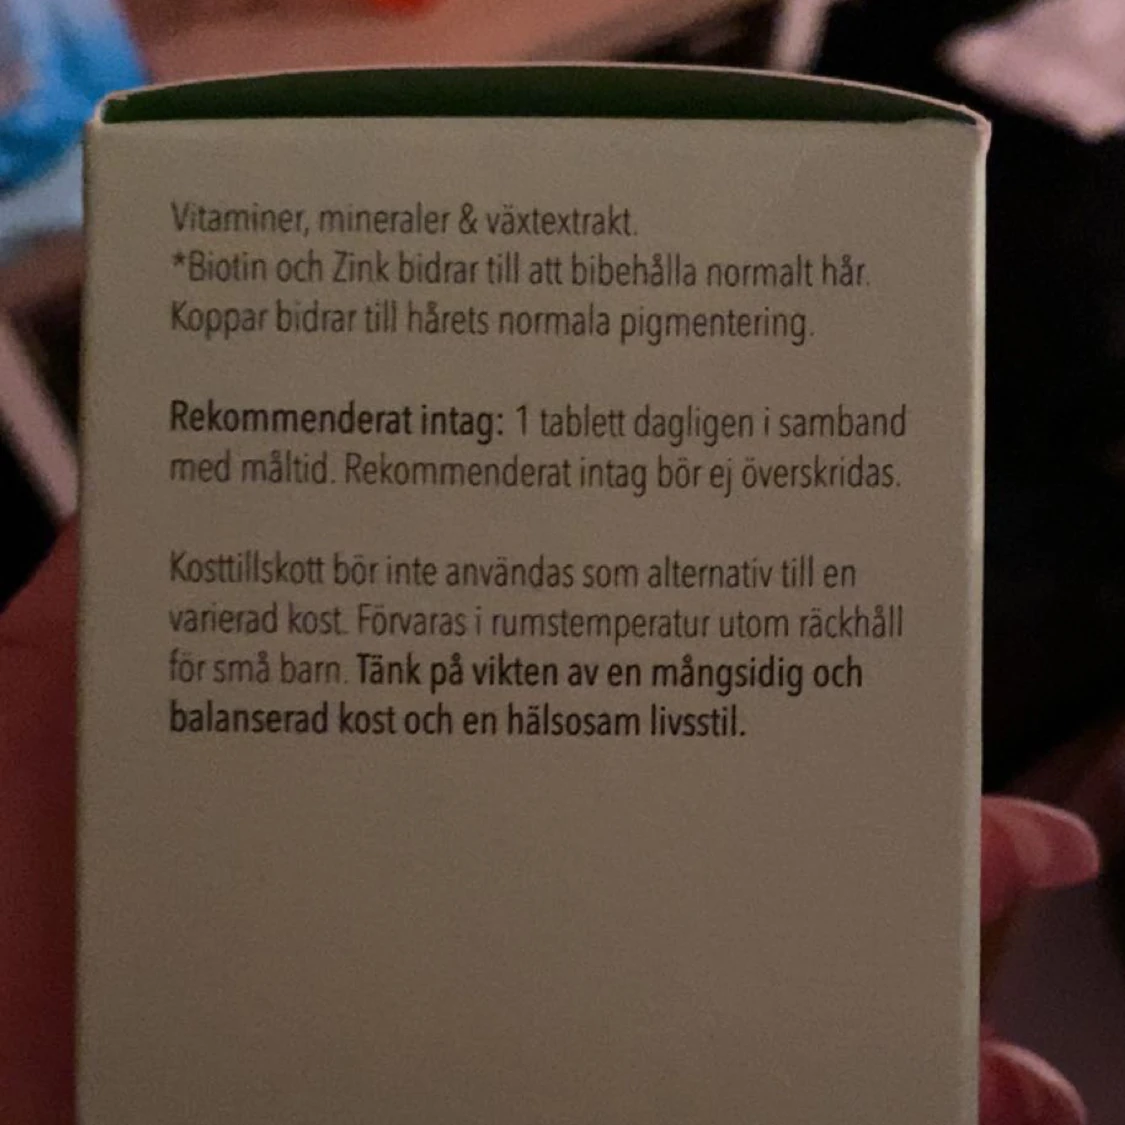 Vitaminer, mineraler & växtextrakt.
*Biotin och Zink bidrar till att bibehålla normalt hår.
Koppar bidrar till hårets normala pigmentering.
Rekommenderat intag: 1 tablett dagligen i samband
med måltid. Rekommenderat intag bör ej överskridas.
Kosttillskott bör inte användas som alternativ till en
varierad kost. Förvaras i rumstemperatur utom räckhåll
för små barn. Tänk på vikten av en mångsidig och
balanserad kost och en hälsosam livsstil.